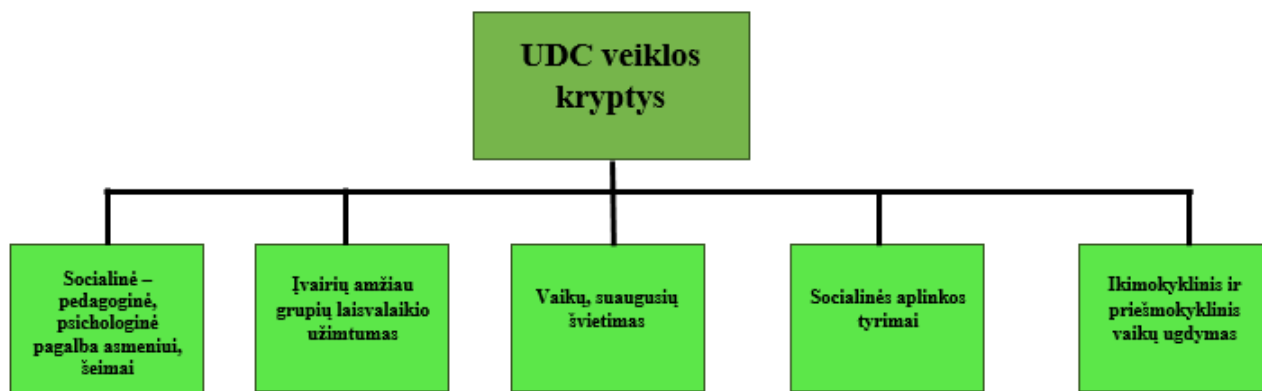 UDC veiklos
kryptys
Socialinė –
pedagoginė,
psichologinė
pagalba asmeniui,
šeimai
Įvairių amžiau
grupių laisvalaikio
užimtumas
Vaikų, suaugusių
švietimas
Socialinės aplinkos
tyrimai
Ikimokyklinis ir
priešmokyklinis
vaikų ugdymas